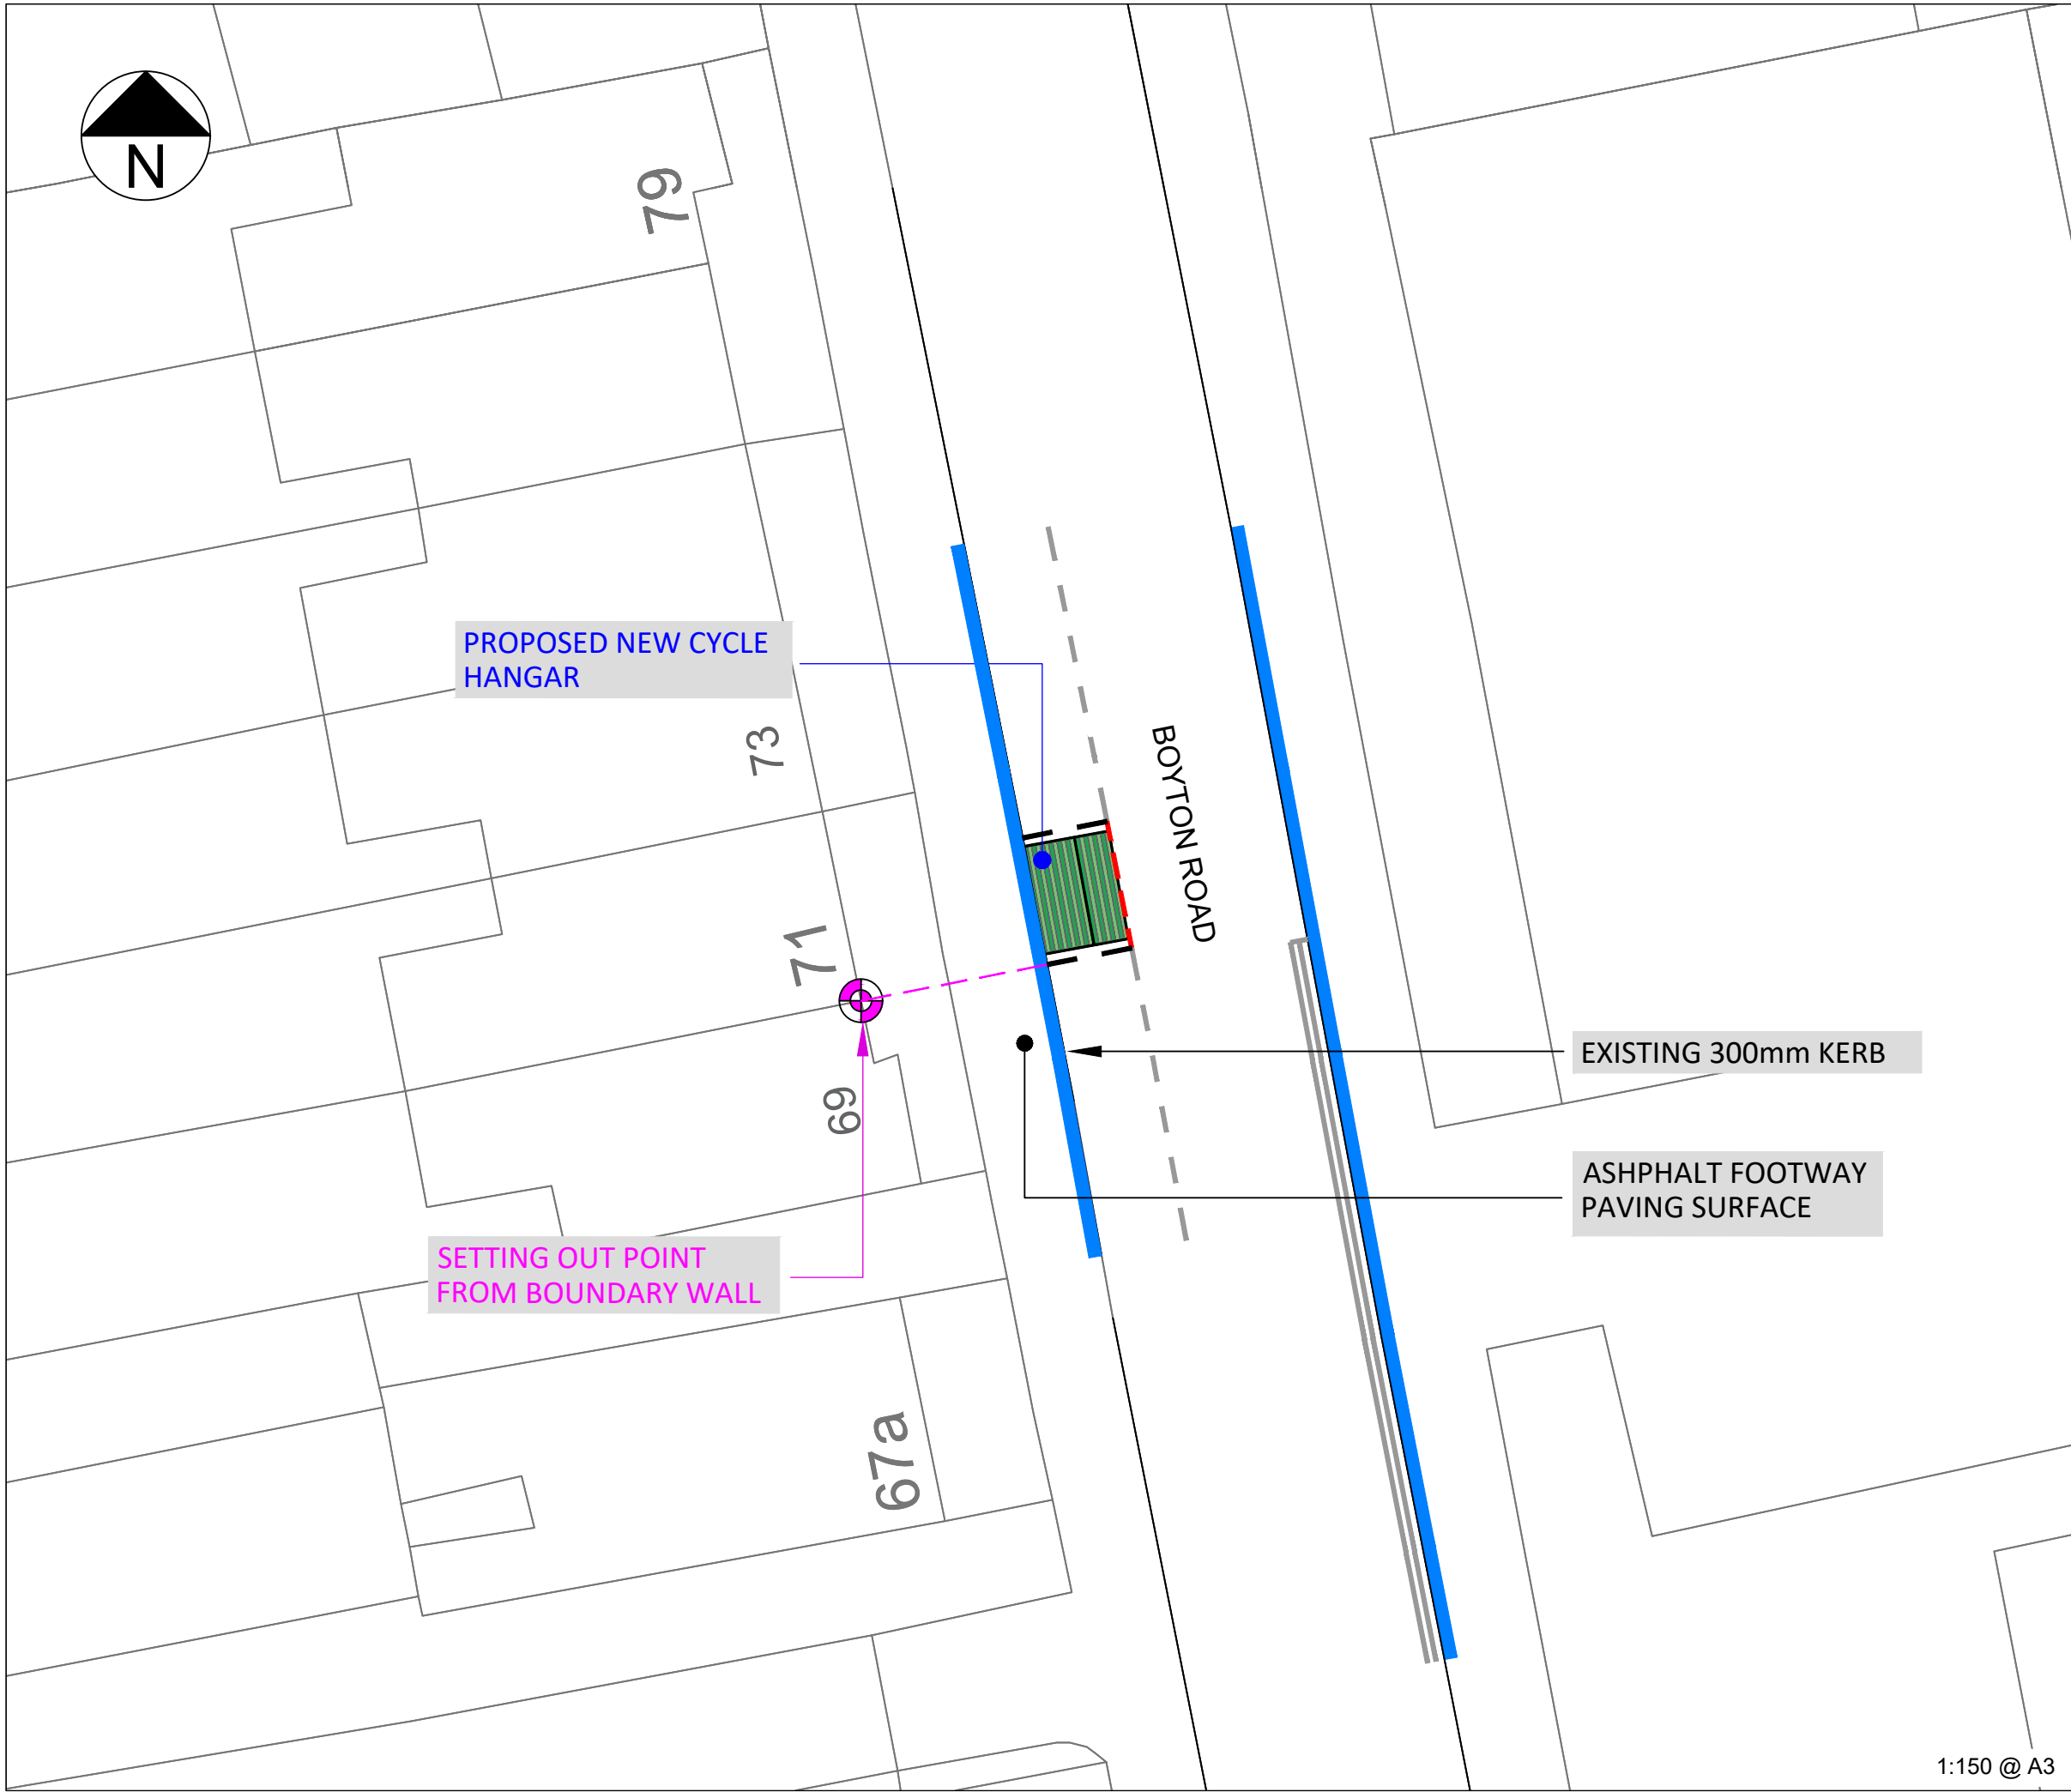 N
79
PROPOSED NEW CYCLE
HANGAR
73
BOYTON ROAD
71
EXISTING 300mm KERB
69
ASHPHALT FOOTWAY
PAVING SURFACE
SETTING OUT POINT
FROM BOUNDARY WALL
67a
1:150 @ A3